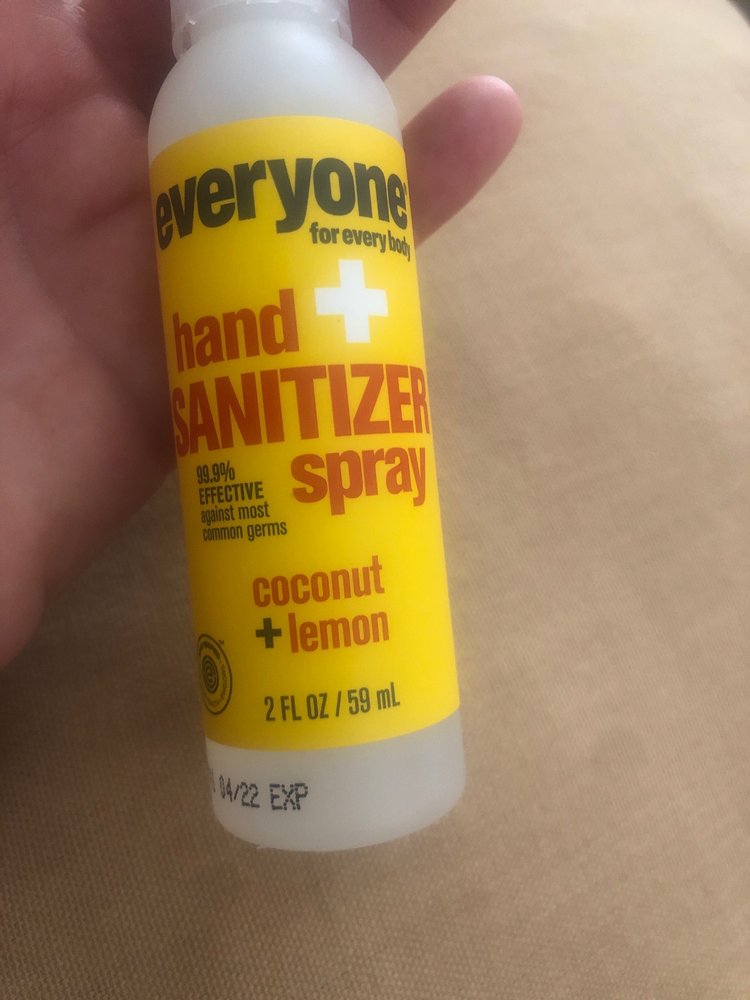 everyone
for every body
hand
SANITIZER
spray
99.9%
EFFECTIVE
against most
common germs
coconut
+ lemon
2 FL OZ / 59 mL
04/22 EXP